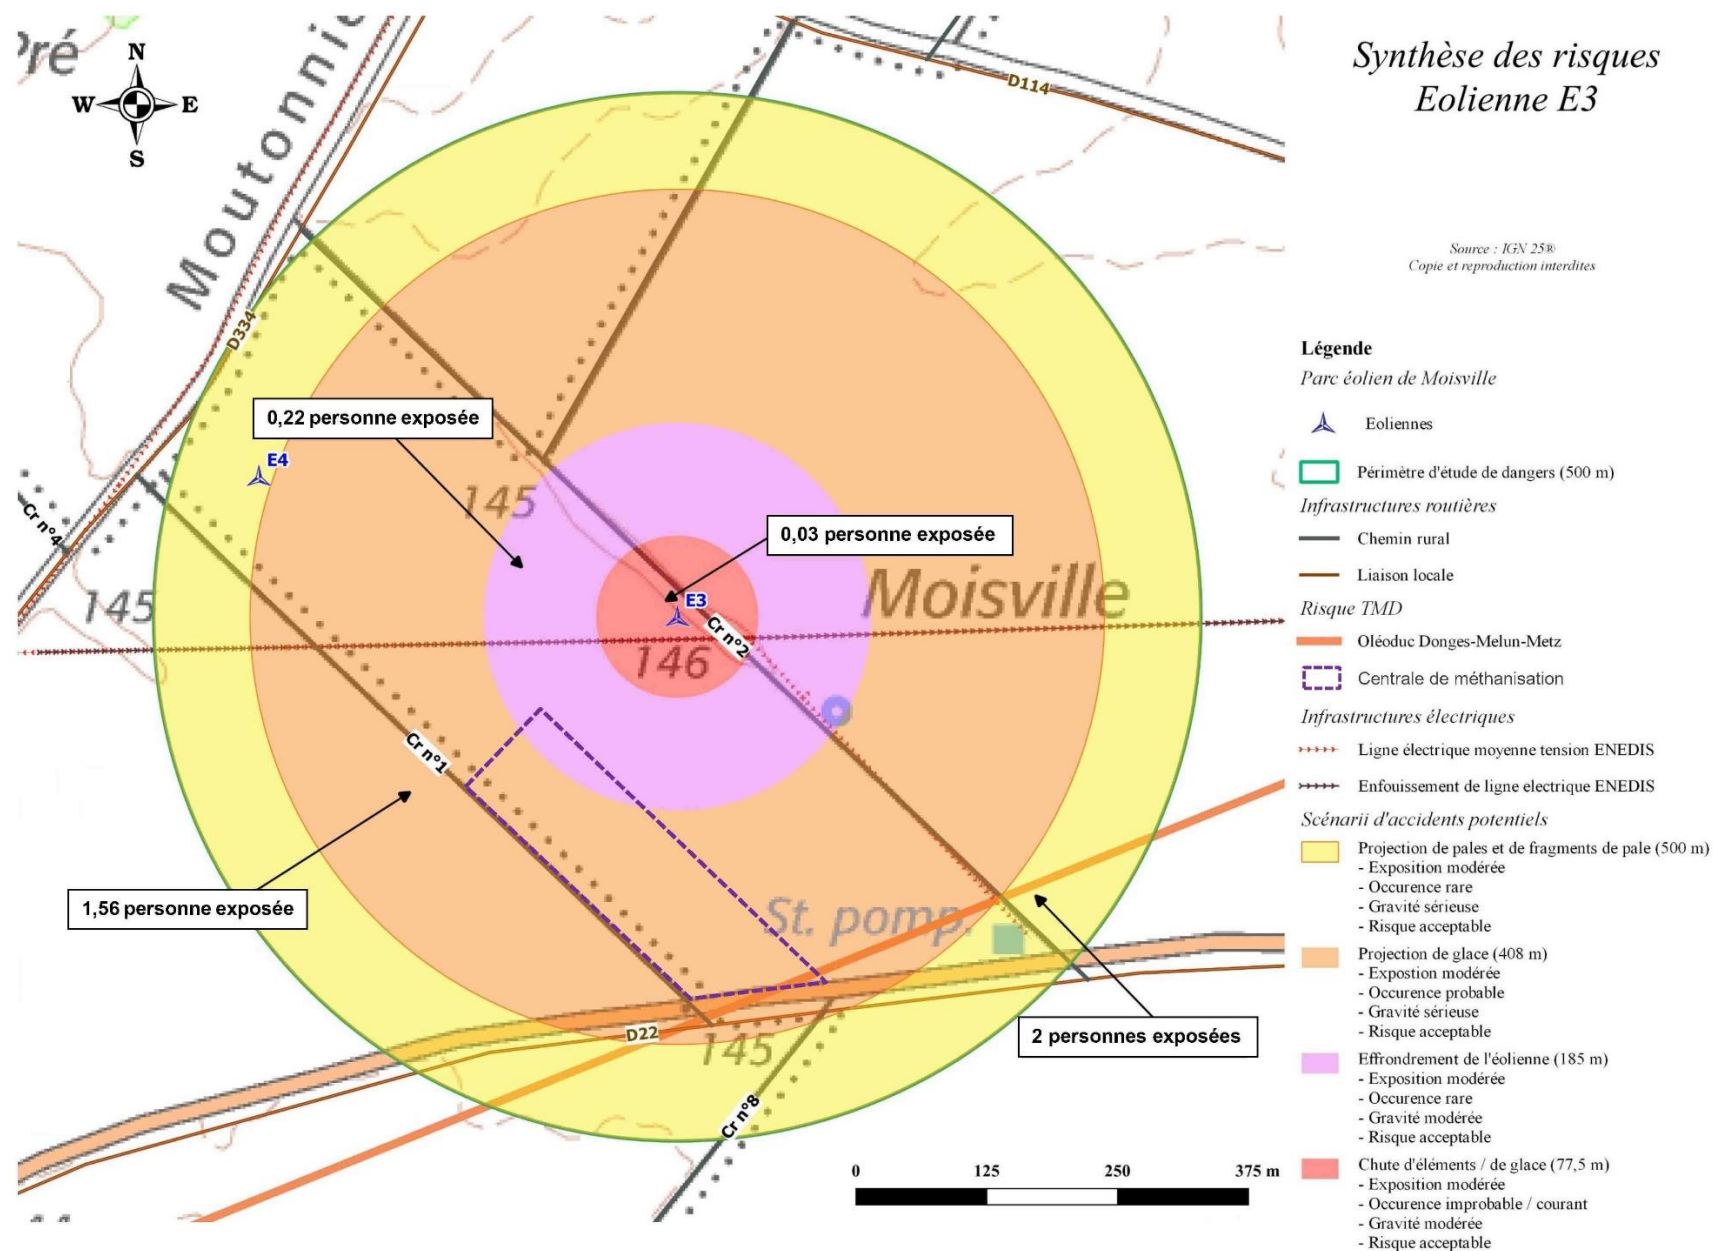 Synthèse des risques
Eolienne E3
Source : IGN 25®
Copie et reproduction interdites
N
W
E
S
Pré
Moutonnie
D114
D334
0,22 personne exposée
E4
145
0,03 personne exposée
Cr n°4
E3
Moisville
145
Cr n°2
146
Cr n°1
1,56 personne exposée
St. pomp.
2 personnes exposées
D22
145
Cr n°8
0
125
250
375 m
Légende
Parc éolien de Moisville
Eoliennes
Périmètre d'étude de dangers (500 m)
Infrastructures routières
Chemin rural
Liaison locale
Risque TMD
Oléoduc Donges-Melun-Metz
Centrale de méthanisation
Infrastructures électriques
Ligne électrique moyenne tension ENEDIS
Enfouissement de ligne electrique ENEDIS
Scénarii d'accidents potentiels
Projection de pales et de fragments de pale (500 m)
- Exposition modérée
- Occurence rare
- Gravité sérieuse
- Risque acceptable
Projection de glace (408 m)
- Expostion modérée
- Occurence probable
- Gravité sérieuse
- Risque acceptable
Effrondrement de l'éolienne (185 m)
- Exposition modérée
- Occurence rare
- Gravité modérée
- Risque acceptable
Chute d'éléments / de glace (77,5 m)
- Exposition modérée
- Occurence improbable / courant
- Gravité modérée
- Risque acceptable